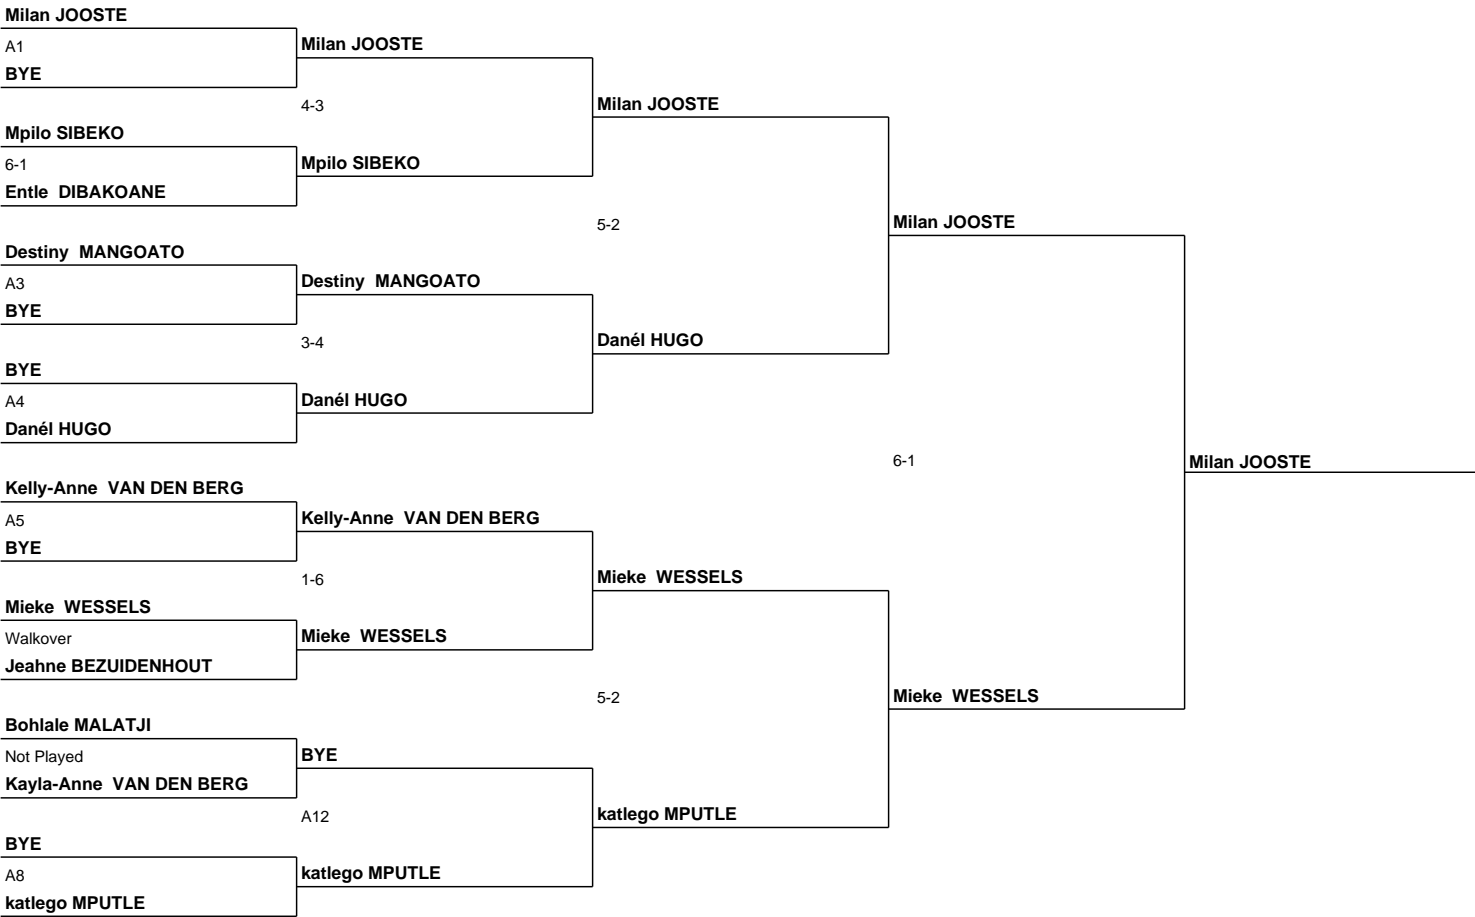 Milan JOOSTE
A1
BYE
Mpilo SIBEKO
6-1
Entle DIBAKOANE
Destiny MANGOATO
A3
BYE
BYE
A4
Danél HUGO
Kelly-Anne VAN DEN BERG
A5
BYE
Mieke WESSELS
Walkover
Jeahne BEZUIDENHOUT
Bohlale MALATJI
Not Played
Kayla-Anne VAN DEN BERG
BYE
A8
katlego MPUTLE
Milan JOOSTE
4-3
Mpilo SIBEKO
Destiny MANGOATO
3-4
Danél HUGO
Kelly-Anne VAN DEN BERG
1-6
Mieke WESSELS
BYE
A12
katlego MPUTLE
Milan JOOSTE
5-2
Danél HUGO
Mieke WESSELS
5-2
katlego MPUTLE
Milan JOOSTE
6-1
Mieke WESSELS
Milan JOOSTE